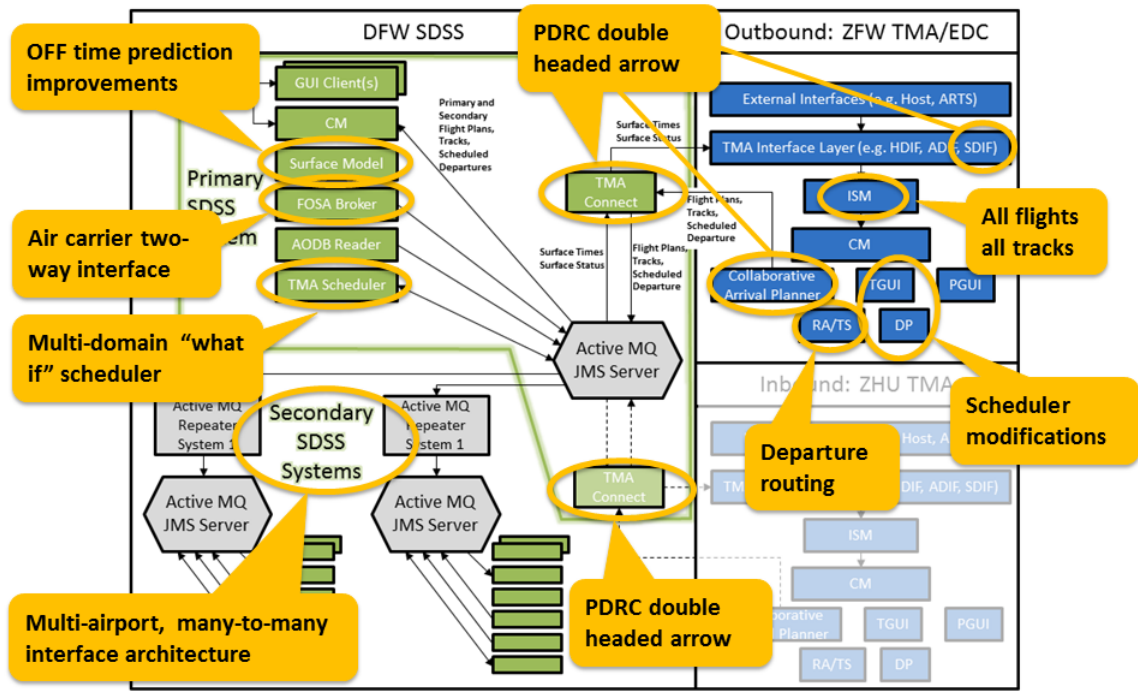 DFW SDSS
Outbound: ZFW TMA/EDC
OFF time prediction
improvements
PDRC double
headed arrow
GUI Client(s)
CM
Surface Model
FOSA Broker
AODB Reader
TMA Scheduler
Primary
SDSS
Primary and
Secondary
Flight Plans,
Tracks,
Scheduled
Departures
Air carrier two-
way interface
Multi-domain “what
if” scheduler
Surface Times
Surface Status
TMA
Connect
Flight Plans,
Tracks,
Scheduled
Departure
Surface Times
Surface Status
Flight Plans,
Tracks,
Scheduled
Departure
External Interfaces (e.g. Host, ARTS)
TMA Interface Layer (e.g. HDIF, ADIF, SDIF)
ISM
CM
Collaborative
Arrival Planner
TGUI
PGUI
RA/TS
DP
All flights
all tracks
Active MQ
JMS Server
Inbound: ZHU TMA
Active MQ
Repeater
System 1
Secondary
SDSS
Systems
Active MQ
Repeater
System 1
Active MQ
JMS Server
Active MQ
JMS Server
TMA
Connect
Departure
routing
Scheduler
modifications
Host, A
TM
DIF, ADIF, SDIF)
ISM
CM
Planner
TGUI
PGUI
RA/TS
DP
Multi-airport, many-to-many
interface architecture
PDRC double
headed arrow